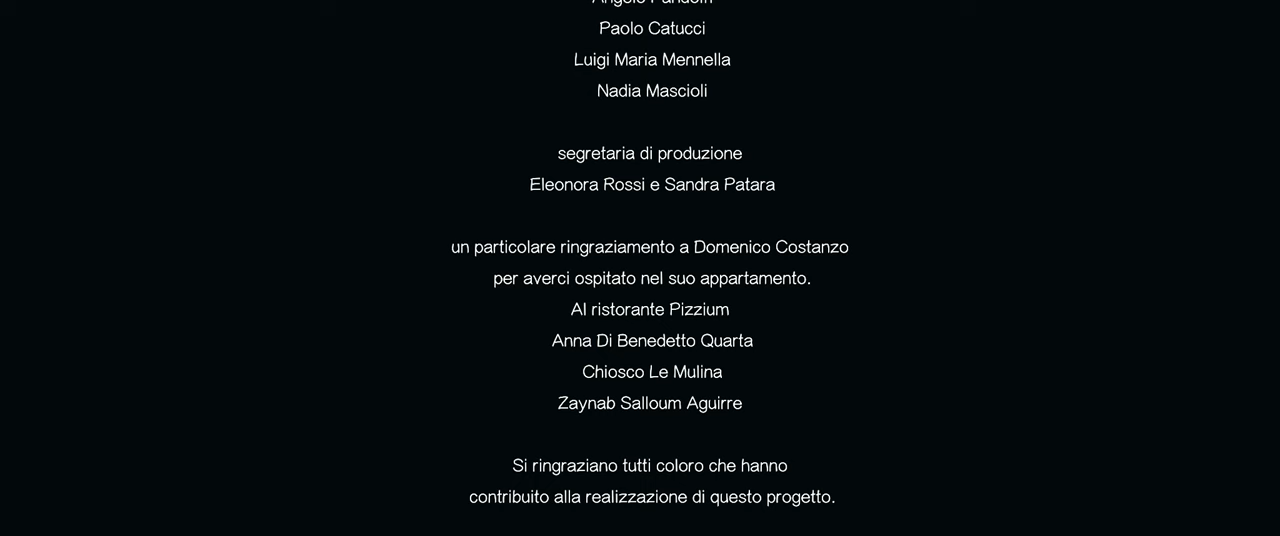 Paolo Catucci
Luigi Maria Mennella
Nadia Mascioli
segretaria di produzione
Eleonora Rossi e Sandra Patara
un particolare ringraziamento a Domenico Costanzo
per averci ospitato nel suo appartamento.
Al ristorante Pizzium
Anna Di Benedetto Quarta
Chiosco Le Mulina
Zaynab Salloum Aguirre
Si ringraziano tutti coloro che hanno
contribuito alla realizzazione di questo progetto.